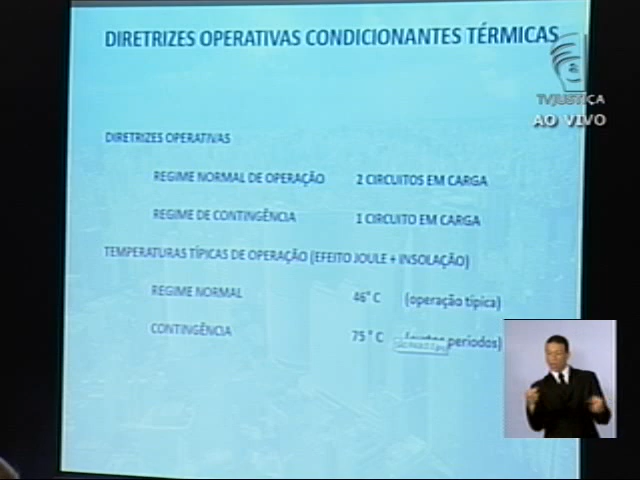 DIRETRIZES OPERATIVAS CONDICIONANTES TÉRMICAS
TVJUSTIÇA
AO VIVO
DIRETRIZES OPERATIVAS
REGIME NORMAL DE OPERAÇÃO 2 CIRCUITOS EM CARGA
REGIME DE CONTINGÊNCIA 1 CIRCUITO EM CARGA
TEMPERATURAS TÍPICAS DE OPERAÇÃO (EFEITO JOULE + INSOLAÇÃO)
REGIME NORMAL 46° C (operação típica)
CONTINGÊNCIA 75 ° C períodos)